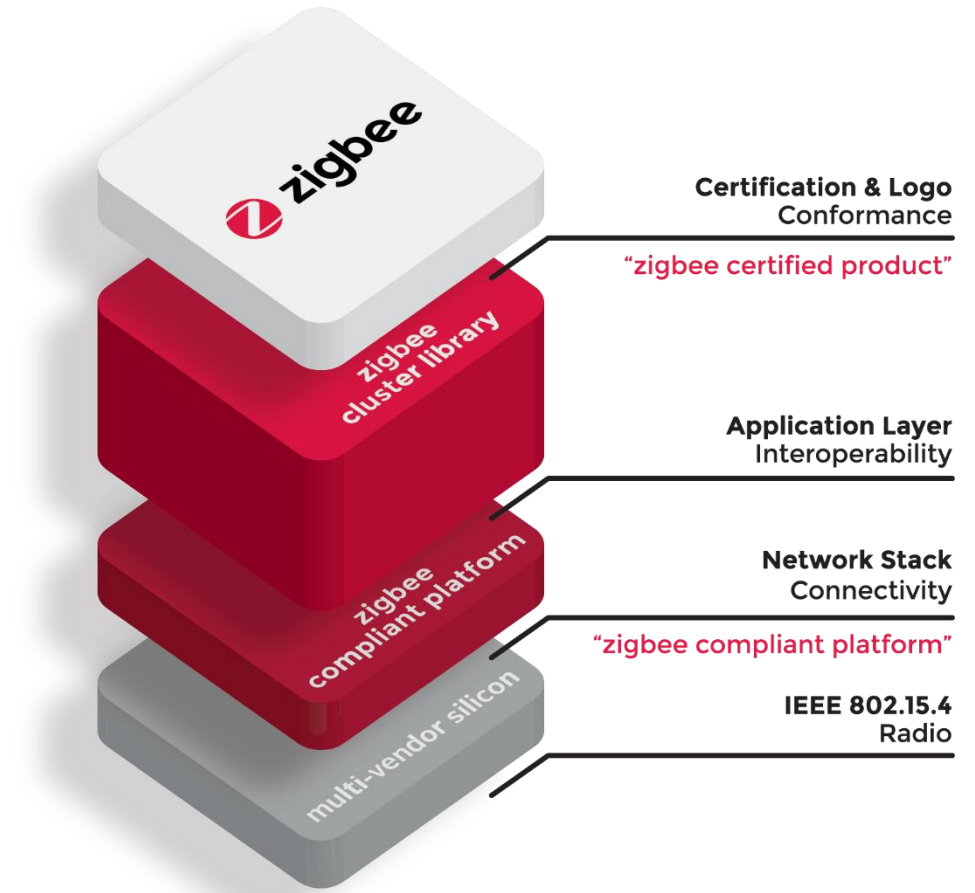 zigbee
Certification & Logo
Conformance
“zigbee certified product”
zigbee
cluster library
Application Layer
Interoperability
zigbee
compliant platform
Network Stack
Connectivity
“zigbee compliant platform”
multi-vendor silicon
IEEE 802.15.4
Radio